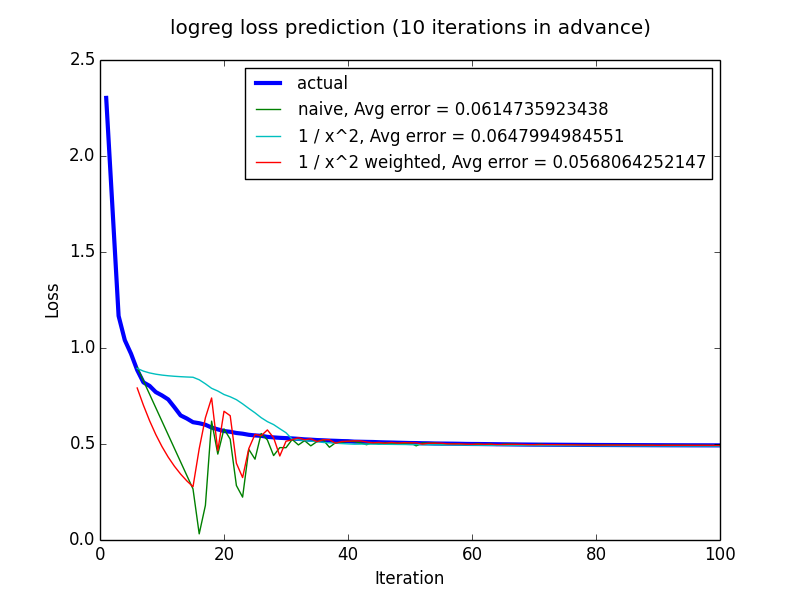 logreg loss prediction (10 iterations in advance)
2.5
2.0
1.5
1.0
0.5
0.0
Loss
actual
naive, Avg error = 0.0614735923438
1 / x^2, Avg error = 0.0647994984551
1 / x^2 weighted, Avg error = 0.0568064252147
0 20 40 60 80 100
Iteration